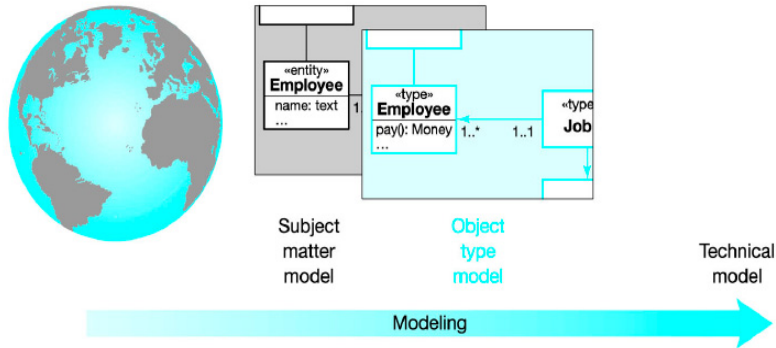 «entity»
Employee
name: text
...
1..
«type»
Employee
pay(): Money
...
1..*
1..1
«type
Job
Subject
matter
model
Object
type
model
Technical
model
Modeling